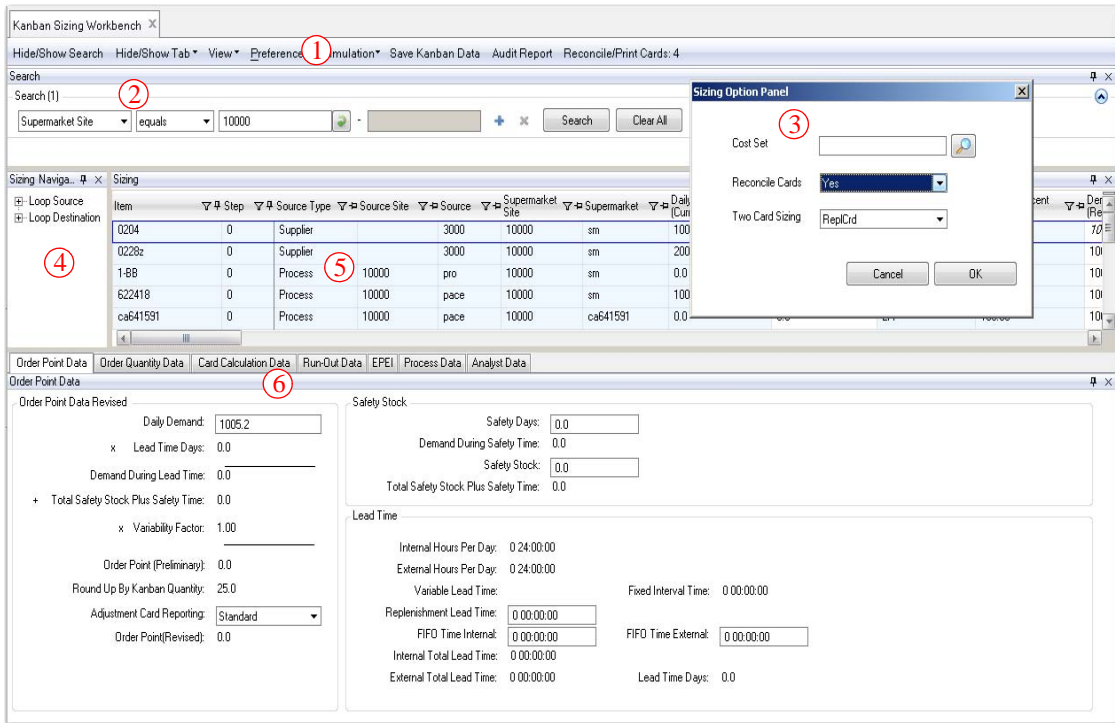 Kanban Sizing Workbench X
Hide/Show Search Hide/Show Tab View Preference 1 mulation Save Kanban Data Audit Report Reconcile/Print Cards: 4
Search
Search (1) 2
Supermarket Site equals 10000 - Search Clear All
Sizing Option Panel
3
Cost Set
Reconcile Cards Yes
Two Card Sizing ReplCrd
Cancel OK
Sizing Naviga.. Sizing
Loop Source
Loop Destination
4
Item Step Source Type Source Site Source Supermarket Site Supermarket Daily
0204 0 Supplier 3000 10000 sm 100
0228z 0 Supplier 3000 10000 sm 200
1-BB 0 Process 5 10000 pro 10000 sm 0.0
622418 0 Process 10000 pace 10000 sm 100
ca641591 0 Process 10000 pace 10000 ca641591 0.0
Order Point Data Order Quantity Data Card Calculation Data Run-Out Data EPEI Process Data Analyst Data
Order Point Data 6
Order Point Data Revised
Daily Demand: 1005.2
x Lead Time Days: 0.0
Demand During Lead Time: 0.0
+ Total Safety Stock Plus Safety Time: 0.0
x Variability Factor: 1.00
Order Point (Preliminary): 0.0
Round Up By Kanban Quantity: 25.0
Adjustment Card Reporting: Standard
Order Point(Revised): 0.0
Safety Stock
Safety Days: 0.0
Demand During Safety Time: 0.0
Safety Stock: 0.0
Total Safety Stock Plus Safety Time: 0.0
Lead Time
Internal Hours Per Day: 0 24:00:00
External Hours Per Day: 0 24:00:00
Variable Lead Time: Fixed Interval Time: 0 00:00:00
Replenishment Lead Time: 0 00:00:00
FIFO Time Internal: 0 00:00:00 FIFO Time External: 0 00:00:00
Internal Total Lead Time: 0 00:00:00
External Total Lead Time: 0 00:00:00 Lead Time Days: 0.0